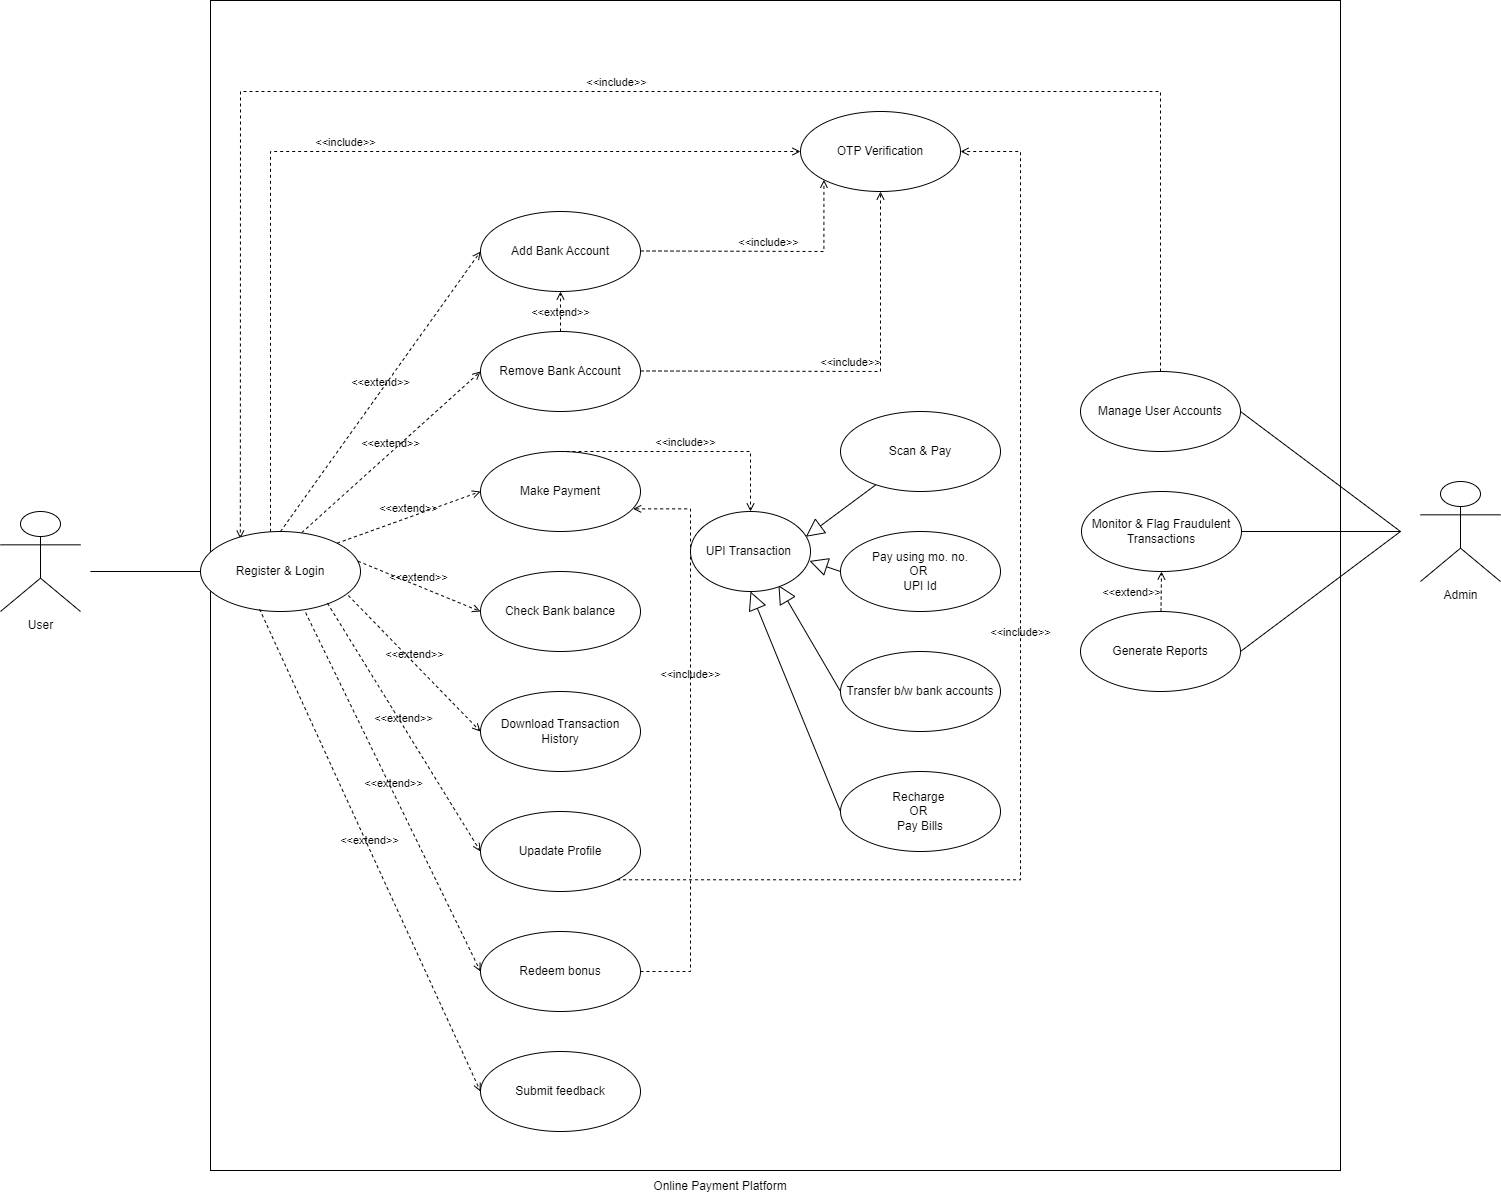 <<include>>
<<include>>
OTP Verification
Add Bank Account
<<include>>
<<extend>>
Remove Bank Account
<<include>>
<<extend>>
<<extend>>
Manage User Accounts
<<include>>
Scan & Pay
Make Payment
<<extend>>
UPI Transaction
Pay using mo. no.
OR
UPI Id
Monitor & Flag Fraudulent
Transactions
Register & Login
<<extend>>
Check Bank balance
<<extend>>
Admin
User
<<include>>
Generate Reports
<<extend>>
<<include>>
Transfer b/w bank accounts
<<extend>>
Download Transaction
History
<<extend>>
Recharge
OR
Pay Bills
<<extend>>
Upadate Profile
Redeem bonus
Submit feedback
Online Payment Platform